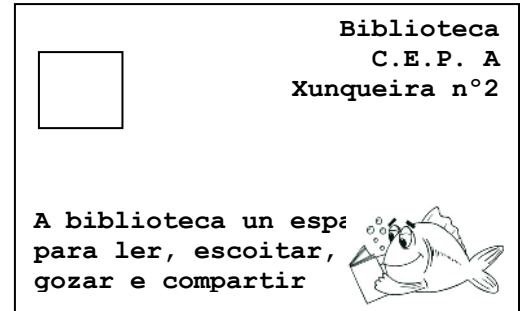 Biblioteca
C.E.P. A
Xunqueira nº2
A biblioteca un espa
para ler, escoitar,
gozar e compartir